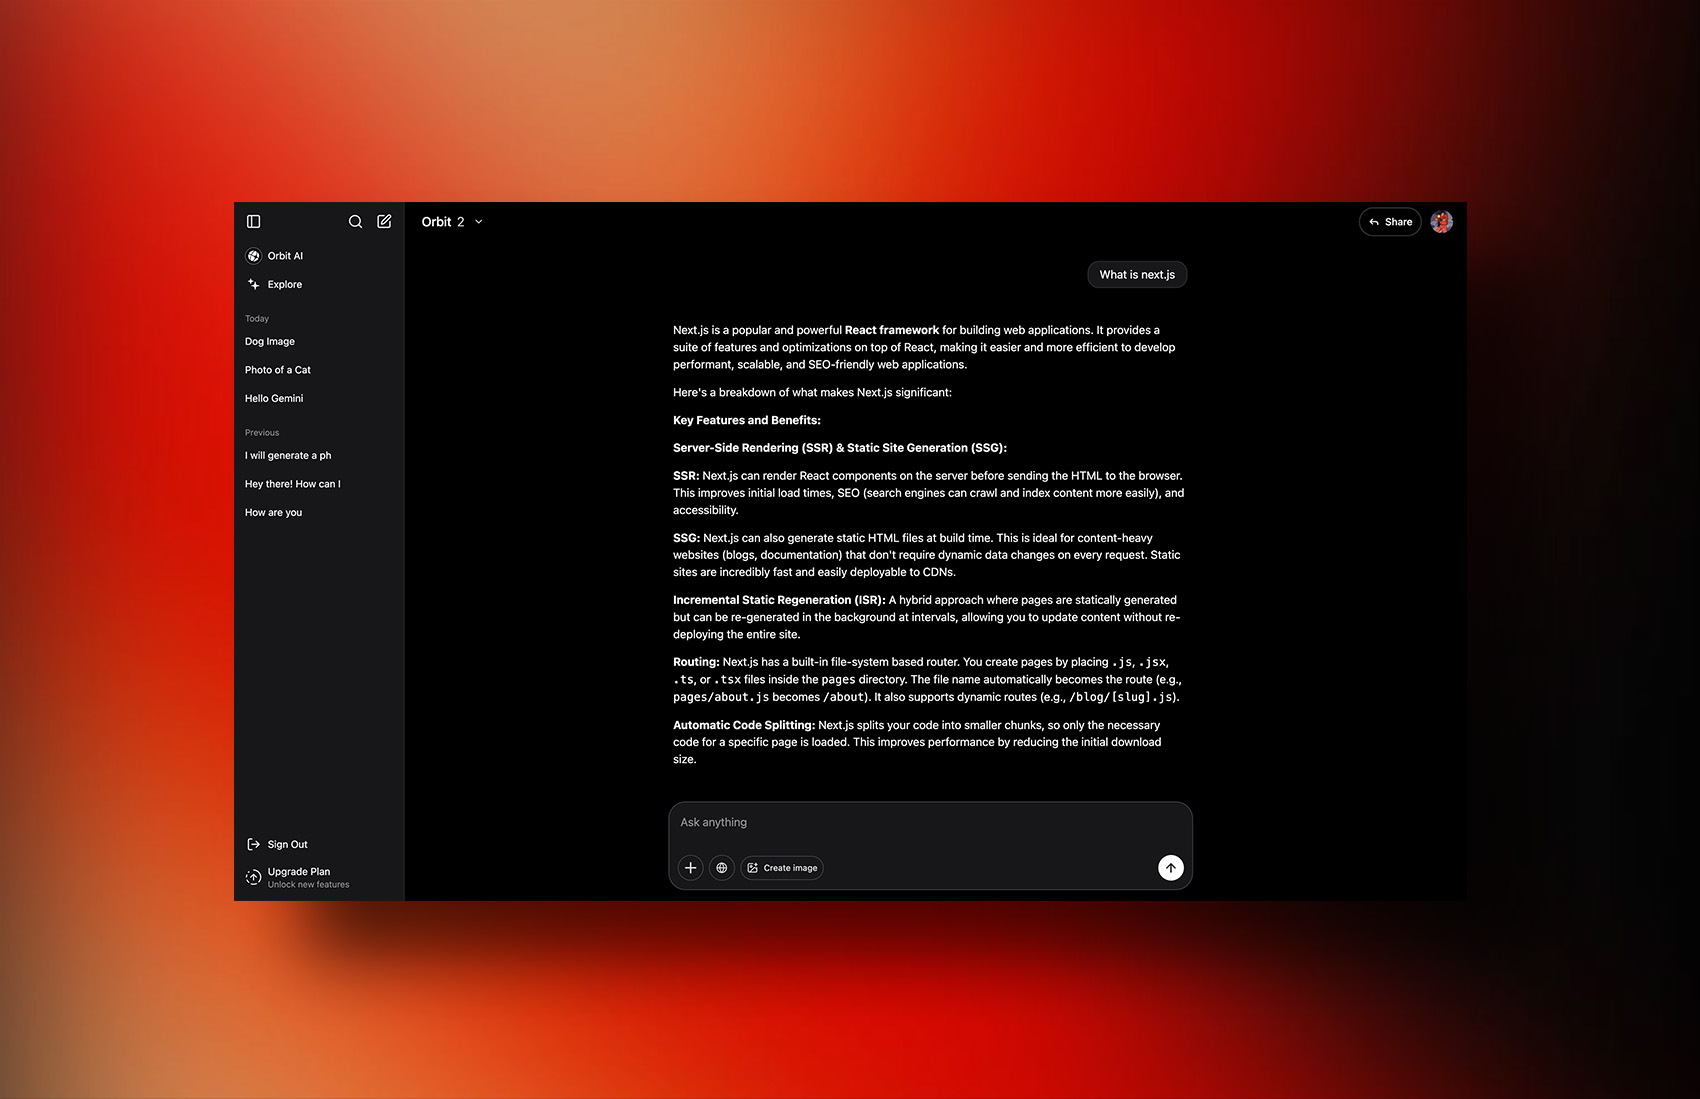 Orbit AI
Explore
Today
Dog Image
Photo of a Cat
Hello Gemini
Previous
I will generate a ph
Hey there! How can I
How are you
Sign Out
Upgrade Plan
Unlock new features
Orbit 2
Share
What is next.js
Next.js is a popular and powerful React framework for building web applications. It provides a
suite of features and optimizations on top of React, making it easier and more efficient to develop
performant, scalable, and SEO-friendly web applications.
Here's a breakdown of what makes Next.js significant:
Key Features and Benefits:
Server-Side Rendering (SSR) & Static Site Generation (SSG):
SSR: Next.js can render React components on the server before sending the HTML to the browser.
This improves initial load times, SEO (search engines can crawl and index content more easily), and
accessibility.
SSG: Next.js can also generate static HTML files at build time. This is ideal for content-heavy
websites (blogs, documentation) that don't require dynamic data changes on every request. Static
sites are incredibly fast and easily deployable to CDNs.
Incremental Static Regeneration (ISR): A hybrid approach where pages are statically generated
but can be re-generated in the background at intervals, allowing you to update content without re-
deploying the entire site.
Routing: Next.js has a built-in file-system based router. You create pages by placing .js, .jsx,
.ts, or .tsx files inside the pages directory. The file name automatically becomes the route (e.g.,
pages/about.js becomes /about). It also supports dynamic routes (e.g., /blog/[slug].js).
Automatic Code Splitting: Next.js splits your code into smaller chunks, so only the necessary
code for a specific page is loaded. This improves performance by reducing the initial download
size.
Ask anything
Create image